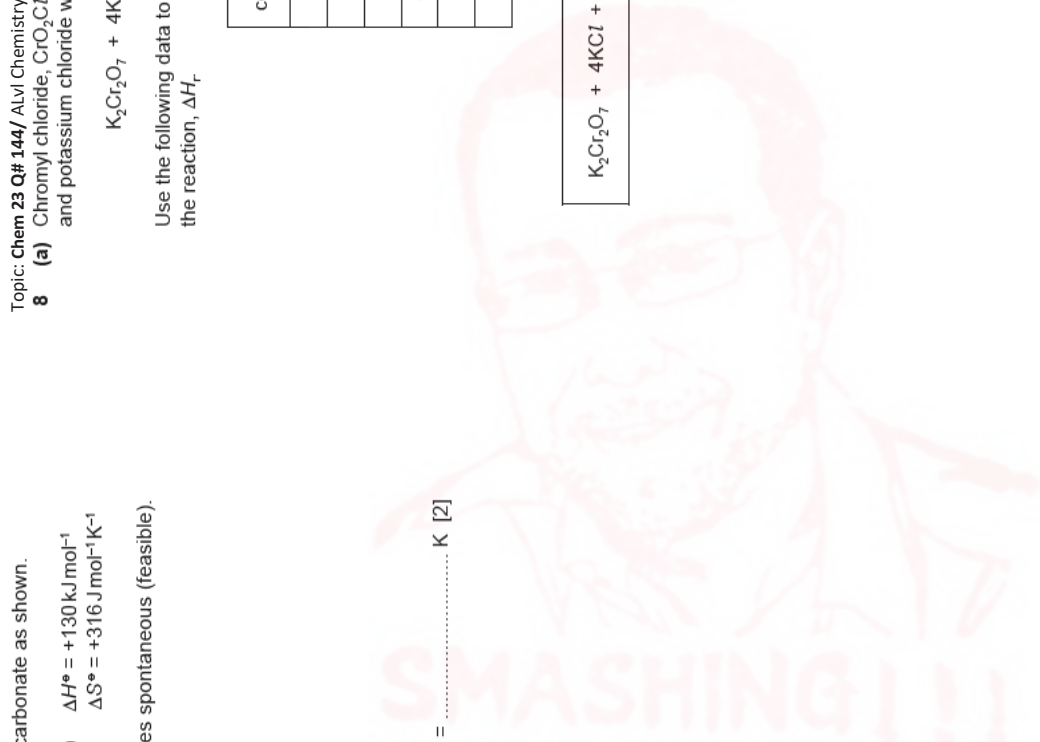 carbonate as shown.
ΔH⦵ = +130 kJ mol⁻¹
ΔS⦵ = +316 J mol⁻¹ K⁻¹
es spontaneous (feasible).
= ........................................ K [2]
Topic: Chem 23 Q# 144/ ALvl Chemistry
8 (a) Chromyl chloride, CrO₂Cl
and potassium chloride w
K₂Cr₂O₇ + 4K
Use the following data to
the reaction, ΔHᵣ
c
K₂Cr₂O₇ + 4KCl +
SMASHING!!!